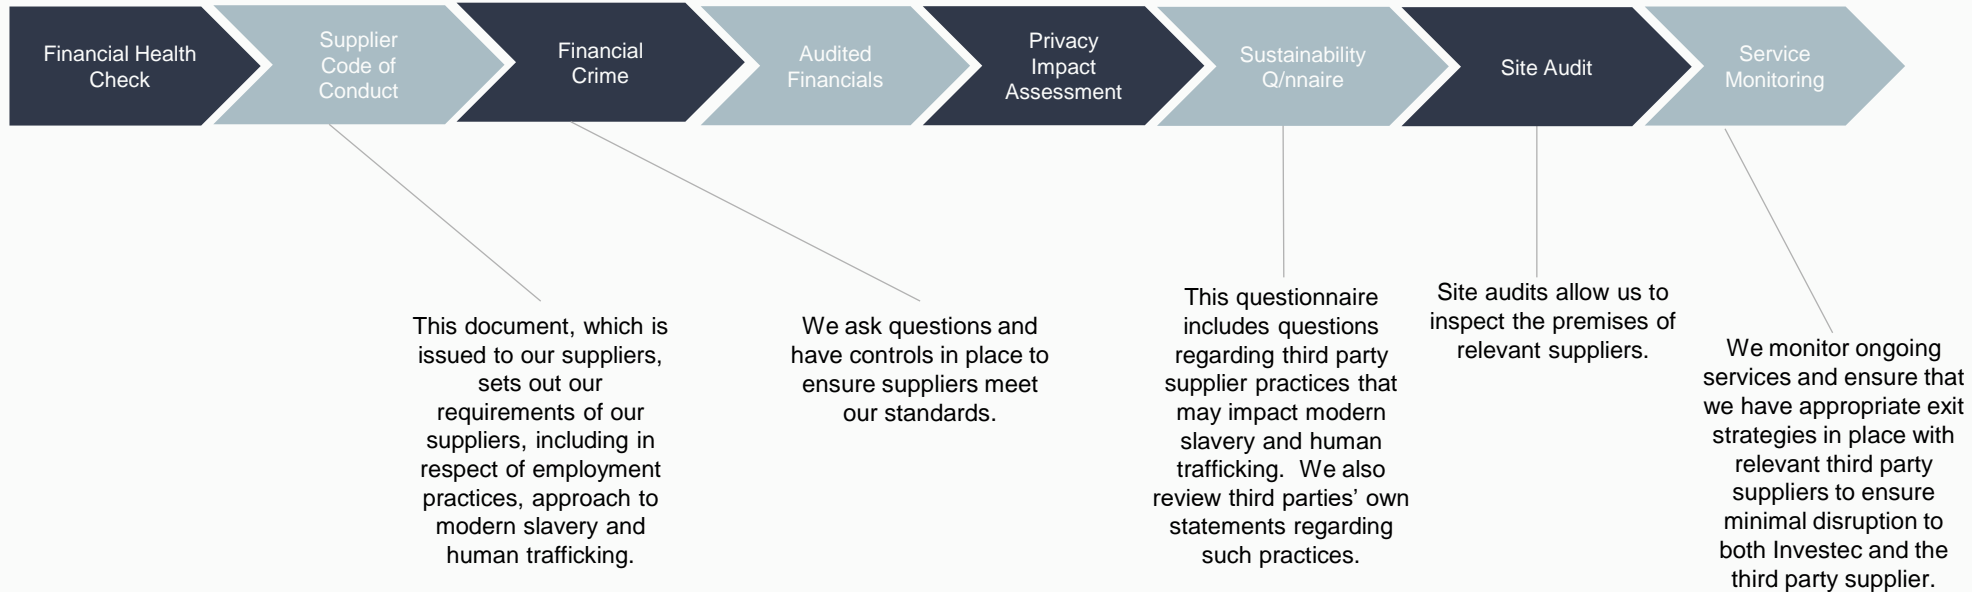 Financial Health
Check
Supplier
Code of
Conduct
Financial
Crime
Audited
Financials
Privacy
Impact
Assessment
Sustainability
Q/nnaire
Site Audit
Service
Monitoring
This document, which is
issued to our suppliers,
sets out our
requirements of our
suppliers, including in
respect of employment
practices, approach to
modern slavery and
human trafficking.
We ask questions and
have controls in place to
ensure suppliers meet
our standards.
This questionnaire
includes questions
regarding third party
supplier practices that
may impact modern
slavery and human
trafficking.  We also
review third parties’ own
statements regarding
such practices.
Site audits allow us to
inspect the premises of
relevant suppliers.
We monitor ongoing
services and ensure that
we have appropriate exit
strategies in place with
relevant third party
suppliers to ensure
minimal disruption to
both Investec and the
third party supplier.